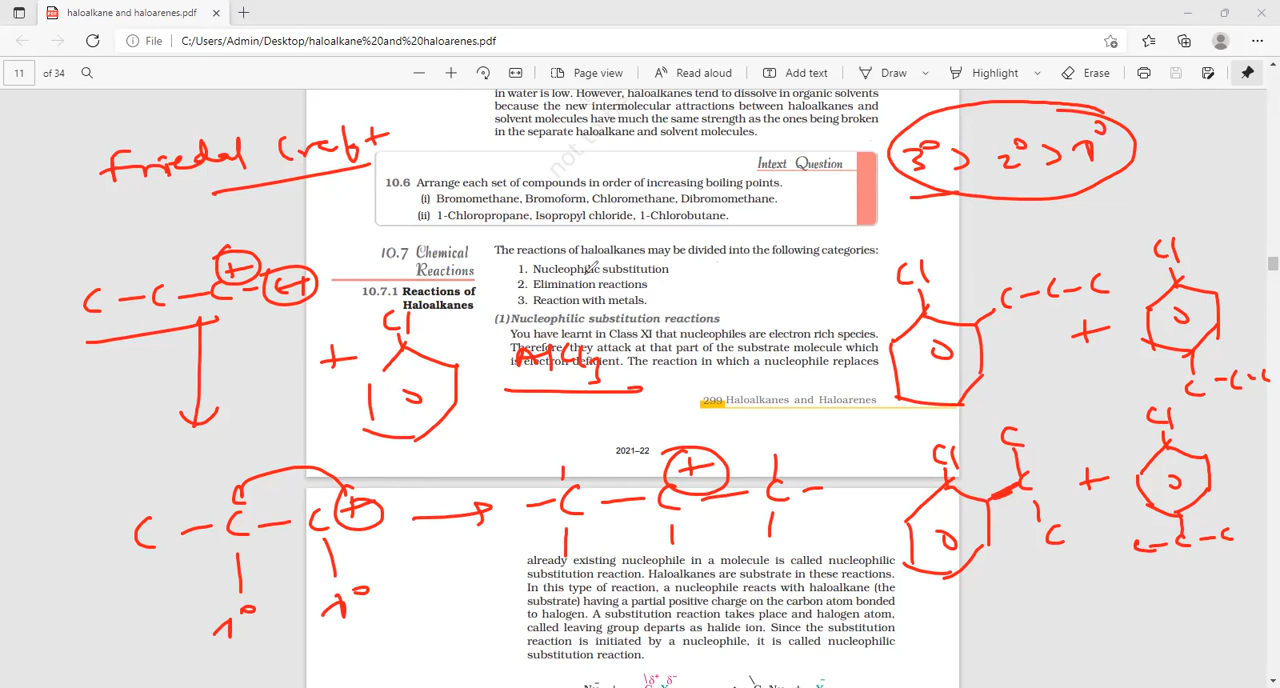 haloalkane and haloarenes.pdf
File C:/Users/Admin/Desktop/haloalkane%20and%20haloarenes.pdf
11 of 34 Page view Read aloud Add text Draw Highlight Erase
in water is low. However, haloalkanes tend to dissolve in organic solvents
because the new intermolecular attractions between haloalkanes and
solvent molecules have much the same strength as the ones being broken
in the separate haloalkane and solvent molecules.
Friedal Craft
3° > 2° > 1°
Intext Question
10.6 Arrange each set of compounds in order of increasing boiling points.
(i) Bromomethane, Bromoform, Chloromethane, Dibromomethane.
(ii) 1-Chloropropane, Isopropyl chloride, 1-Chlorobutane.
10.7 Chemical
Reactions
10.7.1 Reactions of
Haloalkanes
The reactions of haloalkanes may be divided into the following categories:
1. Nucleophilic substitution
2. Elimination reactions
3. Reaction with metals.
(1)Nucleophilic substitution reactions
You have learnt in Class XI that nucleophiles are electron rich species.
Therefore, they attack at that part of the substrate molecule which
is electron deficient. The reaction in which a nucleophile replaces
C - C - C +
+ Cl
AlCl3
Cl C - C - C + Cl C - C - C
299 Haloalkanes and Haloarenes
2021–22
C - C - C + → - C - C + - C -
1° 1°
Cl C C C + Cl C - C - C
already existing nucleophile in a molecule is called nucleophilic
substitution reaction. Haloalkanes are substrate in these reactions.
In this type of reaction, a nucleophile reacts with haloalkane (the
substrate) having a partial positive charge on the carbon atom bonded
to halogen. A substitution reaction takes place and halogen atom,
called leaving group departs as halide ion. Since the substitution
reaction is initiated by a nucleophile, it is called nucleophilic
substitution reaction.
δ+ δ−